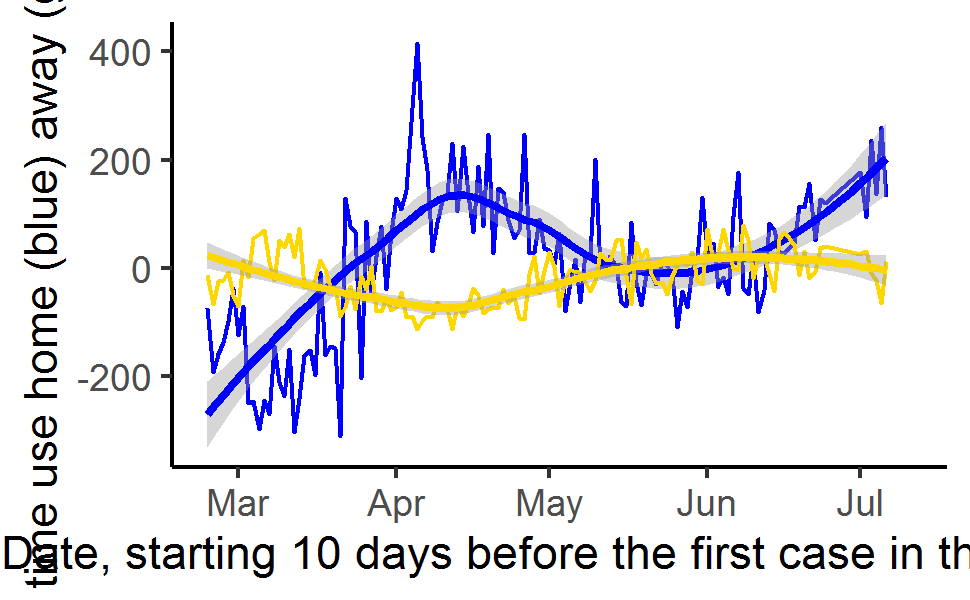 time use home (blue) away (
400
200
0
-200
Mar Apr May Jun Jul
Date, starting 10 days before the first case in th